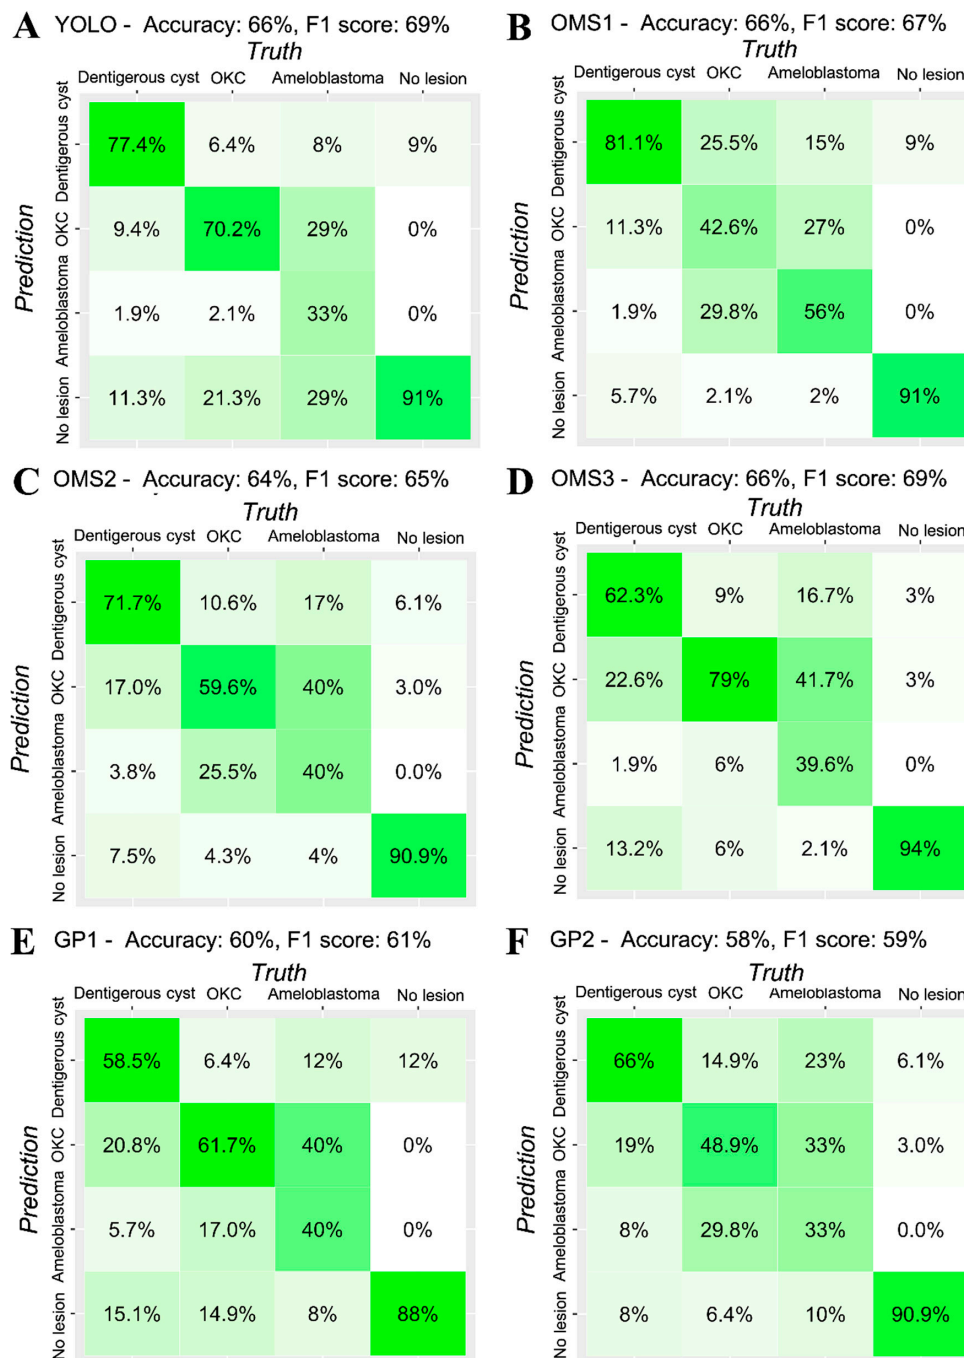 A YOLO - Accuracy: 66%, F1 score: 69%
Truth
Dentigerous cyst OKC Ameloblastoma No lesion
Prediction
Dentigerous cyst 77.4% 6.4% 8% 9%
OKC 9.4% 70.2% 29% 0%
Ameloblastoma 1.9% 2.1% 33% 0%
No lesion 11.3% 21.3% 29% 91%
B OMS1 - Accuracy: 66%, F1 score: 67%
Truth
Dentigerous cyst OKC Ameloblastoma No lesion
Prediction
Dentigerous cyst 81.1% 25.5% 15% 9%
OKC 11.3% 42.6% 27% 0%
Ameloblastoma 1.9% 29.8% 56% 0%
No lesion 5.7% 2.1% 2% 91%
C OMS2 - Accuracy: 64%, F1 score: 65%
Truth
Dentigerous cyst OKC Ameloblastoma No lesion
Prediction
Dentigerous cyst 71.7% 10.6% 17% 6.1%
OKC 17.0% 59.6% 40% 3.0%
Ameloblastoma 3.8% 25.5% 40% 0.0%
No lesion 7.5% 4.3% 4% 90.9%
D OMS3 - Accuracy: 66%, F1 score: 69%
Truth
Dentigerous cyst OKC Ameloblastoma No lesion
Prediction
Dentigerous cyst 62.3% 9% 16.7% 3%
OKC 22.6% 79% 41.7% 3%
Ameloblastoma 1.9% 6% 39.6% 0%
No lesion 13.2% 6% 2.1% 94%
E GP1 - Accuracy: 60%, F1 score: 61%
Truth
Dentigerous cyst OKC Ameloblastoma No lesion
Prediction
Dentigerous cyst 58.5% 6.4% 12% 12%
OKC 20.8% 61.7% 40% 0%
Ameloblastoma 5.7% 17.0% 40% 0%
No lesion 15.1% 14.9% 8% 88%
F GP2 - Accuracy: 58%, F1 score: 59%
Truth
Dentigerous cyst OKC Ameloblastoma No lesion
Prediction
Dentigerous cyst 66% 14.9% 23% 6.1%
OKC 19% 48.9% 33% 3.0%
Ameloblastoma 8% 29.8% 33% 0.0%
No lesion 8% 6.4% 10% 90.9%